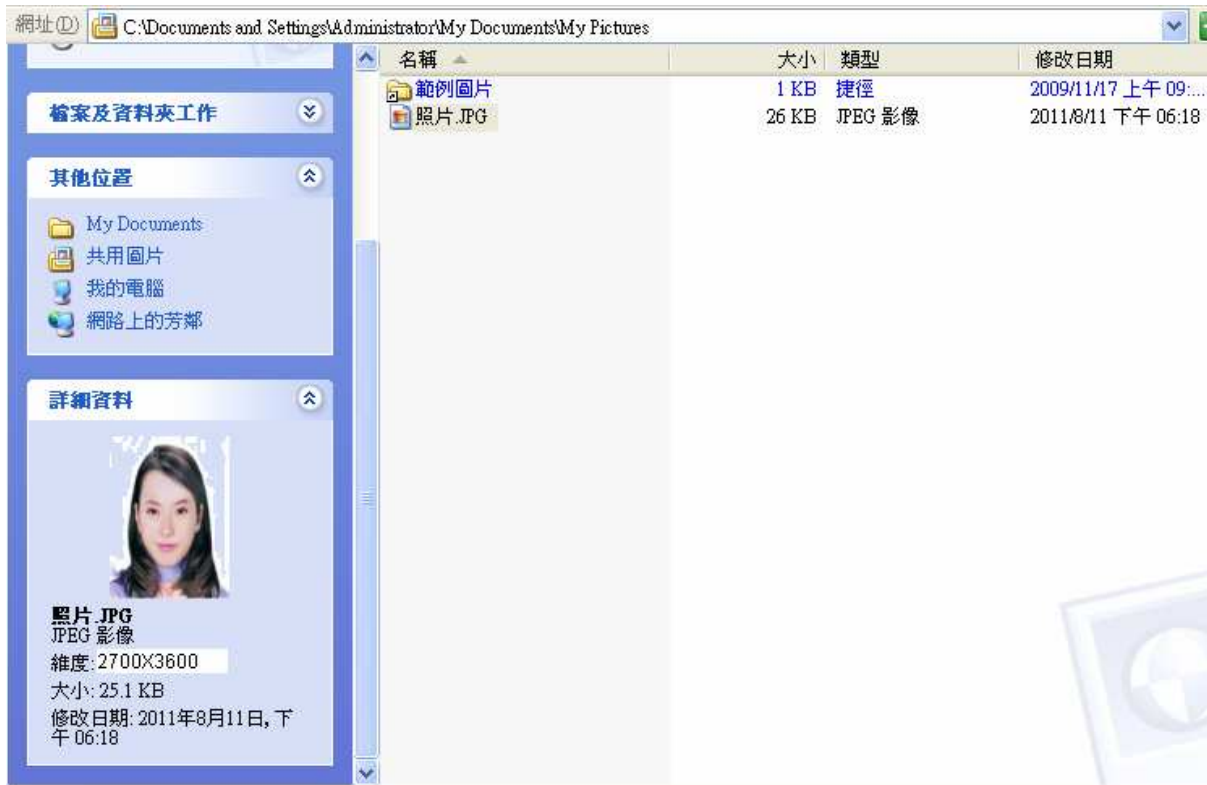 網址(D) C:\Documents and Settings\Administrator\My Documents\My Pictures
名稱 大小 類型 修改日期
範例圖片 1 KB 捷徑 2009/11/17 上午 09:...
照片.JPG 26 KB JPEG 影像 2011/8/11 下午 06:18
檔案及資料夾工作
其他位置
My Documents
共用圖片
我的電腦
網路上的芳鄰
詳細資料
照片.JPG
JPEG 影像
維度: 2700X3600
大小: 25.1 KB
修改日期: 2011年8月11日, 下
午 06:18